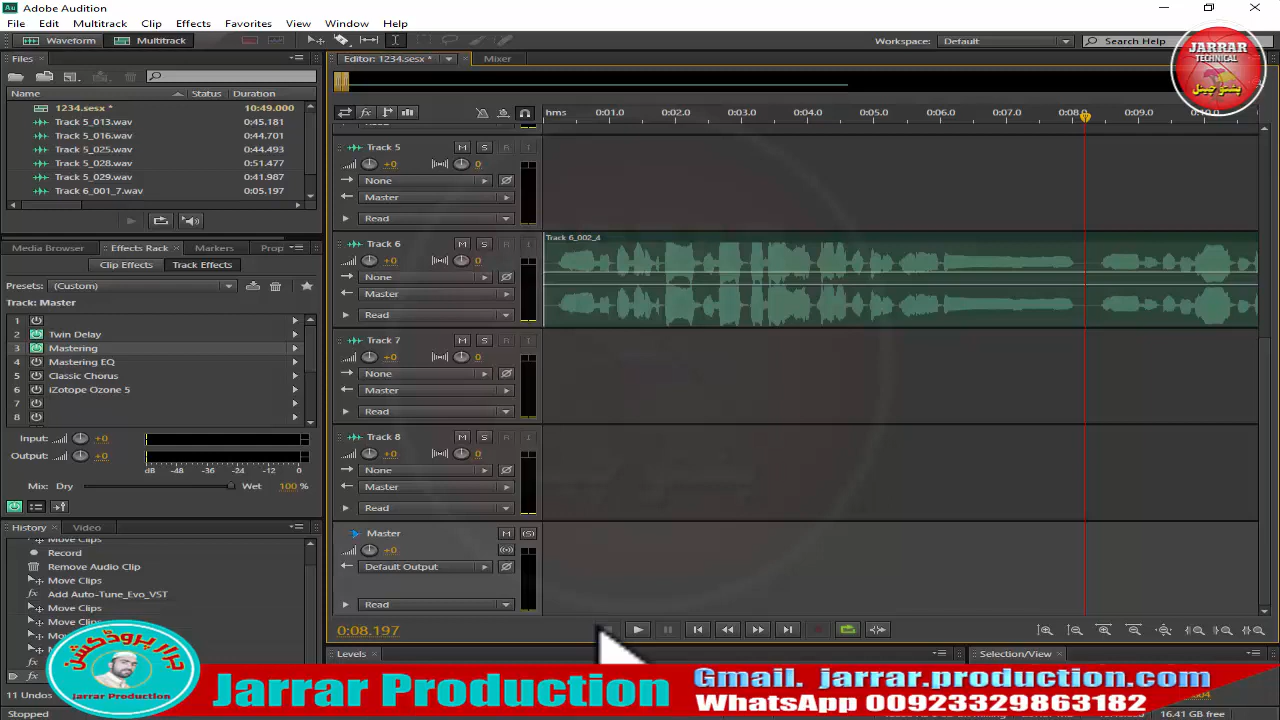 Adobe Audition
File Edit Multitrack Clip Effects Favorites View Window Help
Waveform Multitrack Workspace: Default Search Help
JARRAR
TECHNICAL
پشتو چینل
Files Editor: 1234.sesx * Mixer
Name Status Duration
1234.sesx * 10:49.000
Track 5_013.wav 0:45.181
Track 5_016.wav 0:44.701
Track 5_025.wav 0:44.493
Track 5_028.wav 0:51.477
Track 5_029.wav 0:41.987
Track 6_001_7.wav 0:05.197
Media Browser Effects Rack Markers Prop
Clip Effects Track Effects
Presets: (Custom)
Track: Master
1
2 Twin Delay
3 Mastering
4 Mastering EQ
5 Classic Chorus
6 iZotope Ozone 5
7
8
Input: +0
Output: +0
dB -48 -36 -24 -12 0
Mix: Dry Wet 100 %
History Video
Move Clips
Record
Remove Audio Clip
Move Clips
Add Auto-Tune_Evo_VST
Move Clips
Move Clips
11 Undos
Stopped
hms 0:01.0 0:02.0 0:03.0 0:04.0 0:05.0 0:06.0 0:07.0 0:08.0 0:09.0 0:10.0
Track 5 M S R I
+0 0
None
Master
Read
Track 6 M S R I
+0 0
None
Master
Read
Track 6_002_4
Track 7 M S R I
+0 0
None
Master
Read
Track 8 M S R I
+0 0
None
Master
Read
Master M (S)
+0
Default Output
Read
0:08.197
Levels Selection/View
جرار پروڈکشن
Jarrar Production
Jarrar Production
Gmail. jarrar.production.com
WhatsApp 00923329863182
16.41 GB free